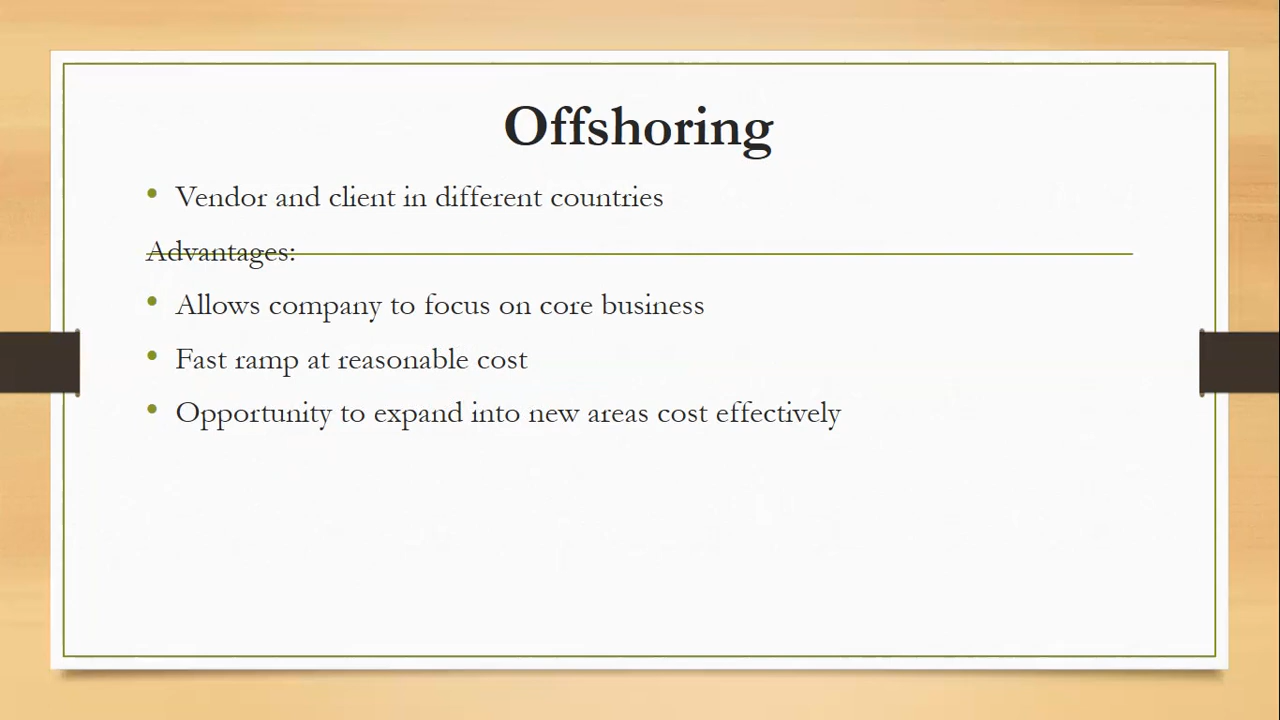 Offshoring
• Vendor and client in different countries
Advantages:
• Allows company to focus on core business
• Fast ramp at reasonable cost
• Opportunity to expand into new areas cost effectively